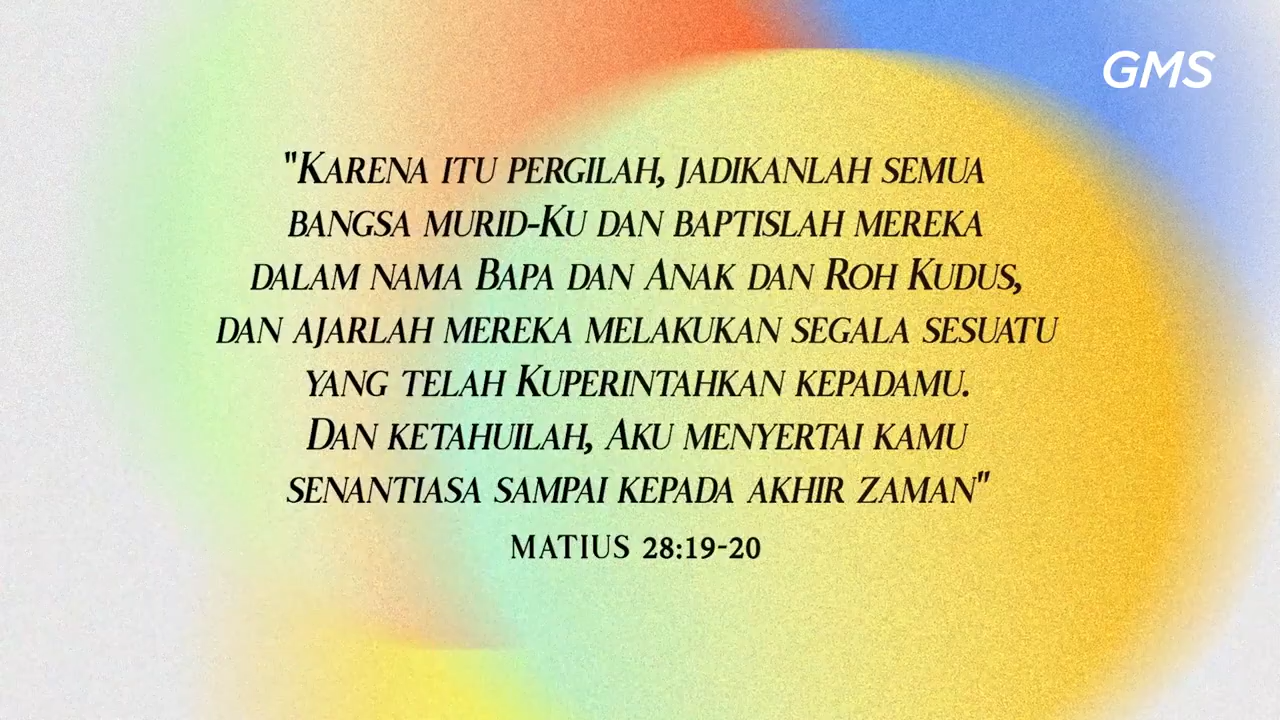 GMS
"Karena itu pergilah, jadikanlah semua
bangsa murid-Ku dan baptislah mereka
dalam nama Bapa dan Anak dan Roh Kudus,
dan ajarlah mereka melakukan segala sesuatu
yang telah Kuperintahkan kepadamu.
Dan ketahuilah, Aku menyertai kamu
senantiasa sampai kepada akhir zaman"
MATIUS 28:19-20